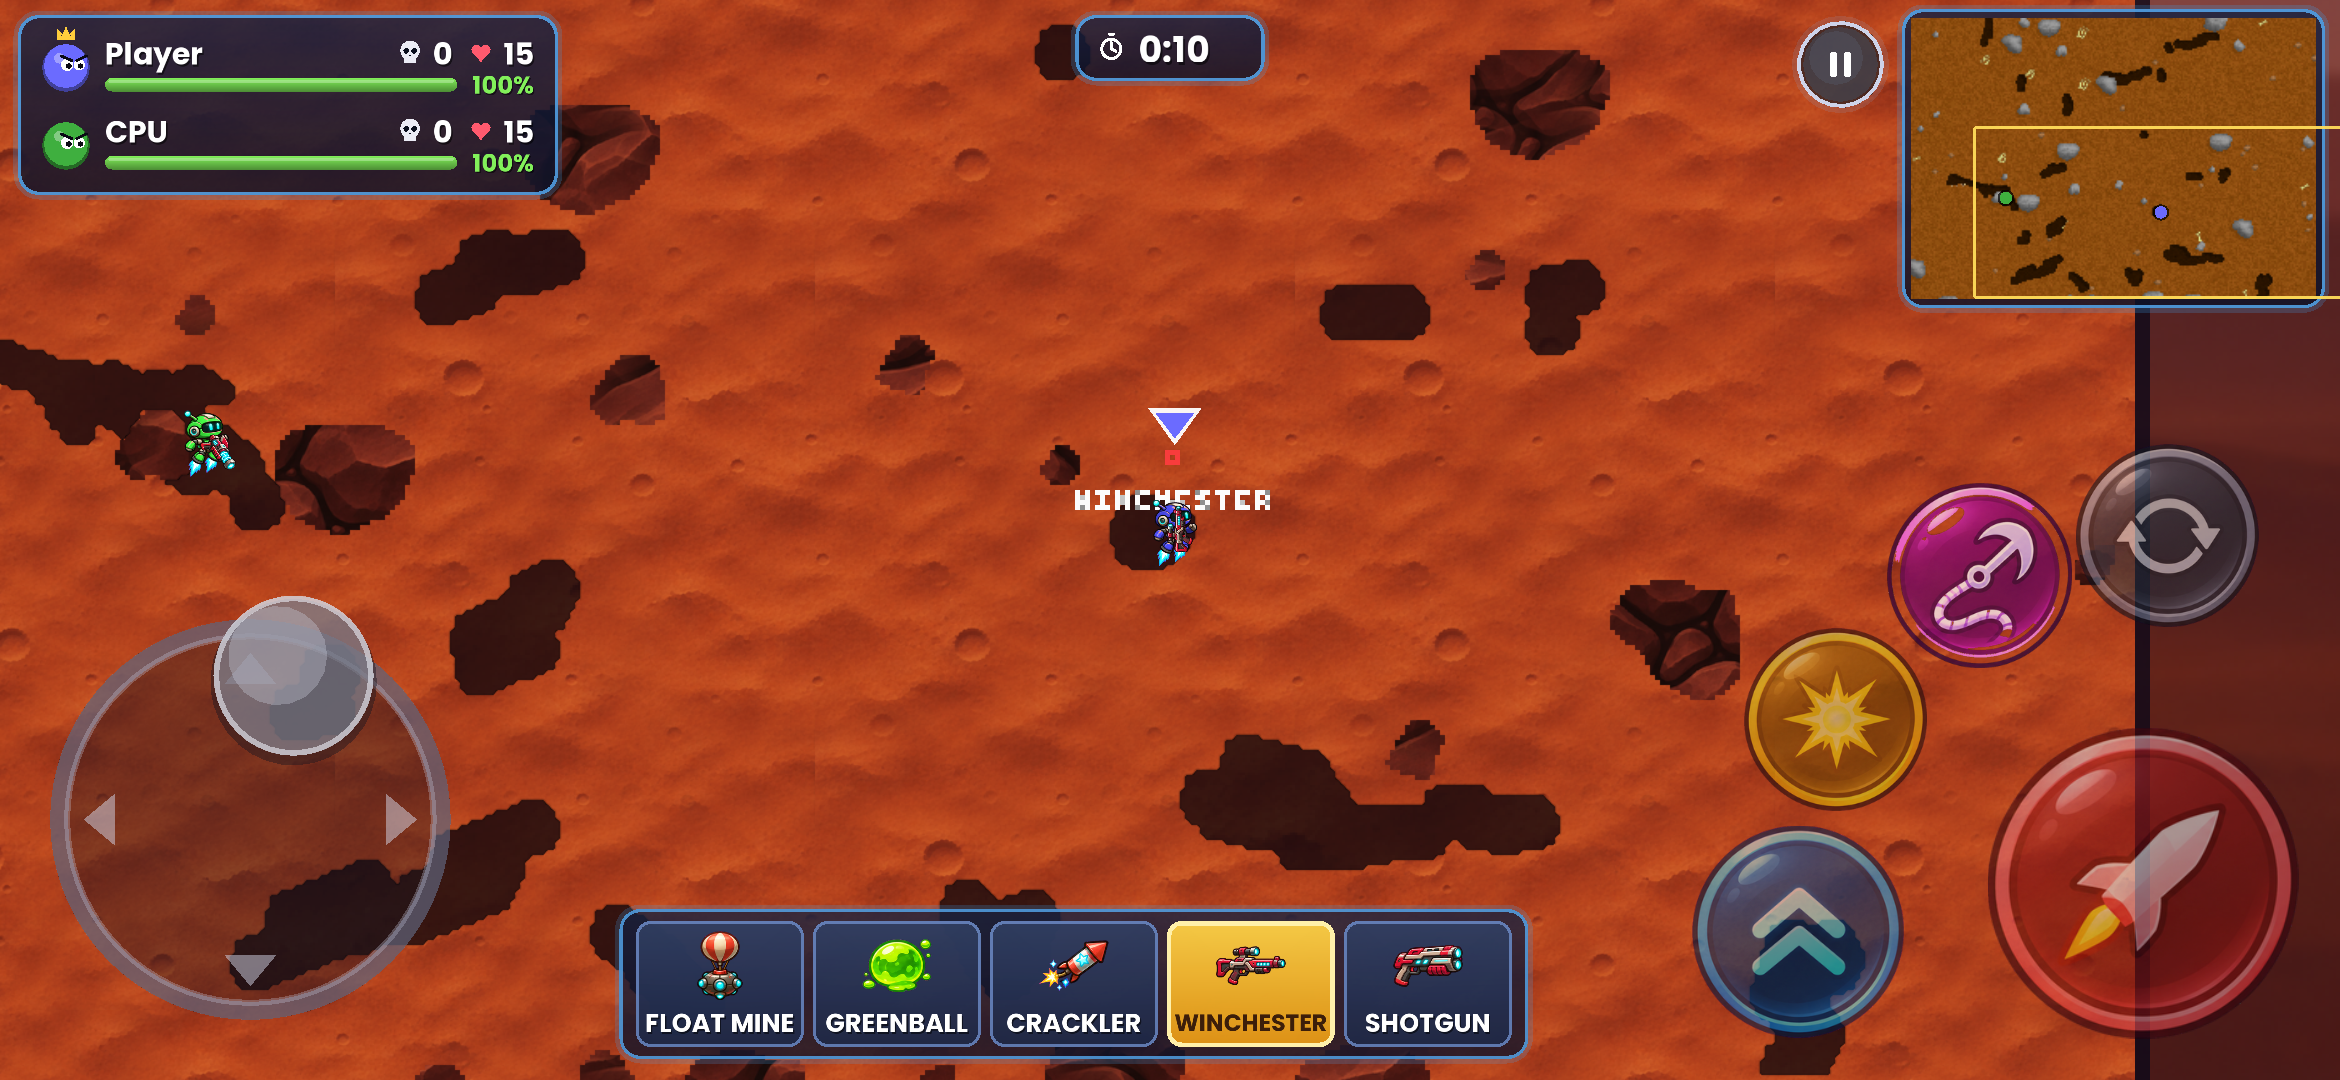 Player 0 15
100%
CPU 0 15
100%
0:10
WINCHESTER
FLOAT MINE
GREENBALL
CRACKLER
WINCHESTER
SHOTGUN